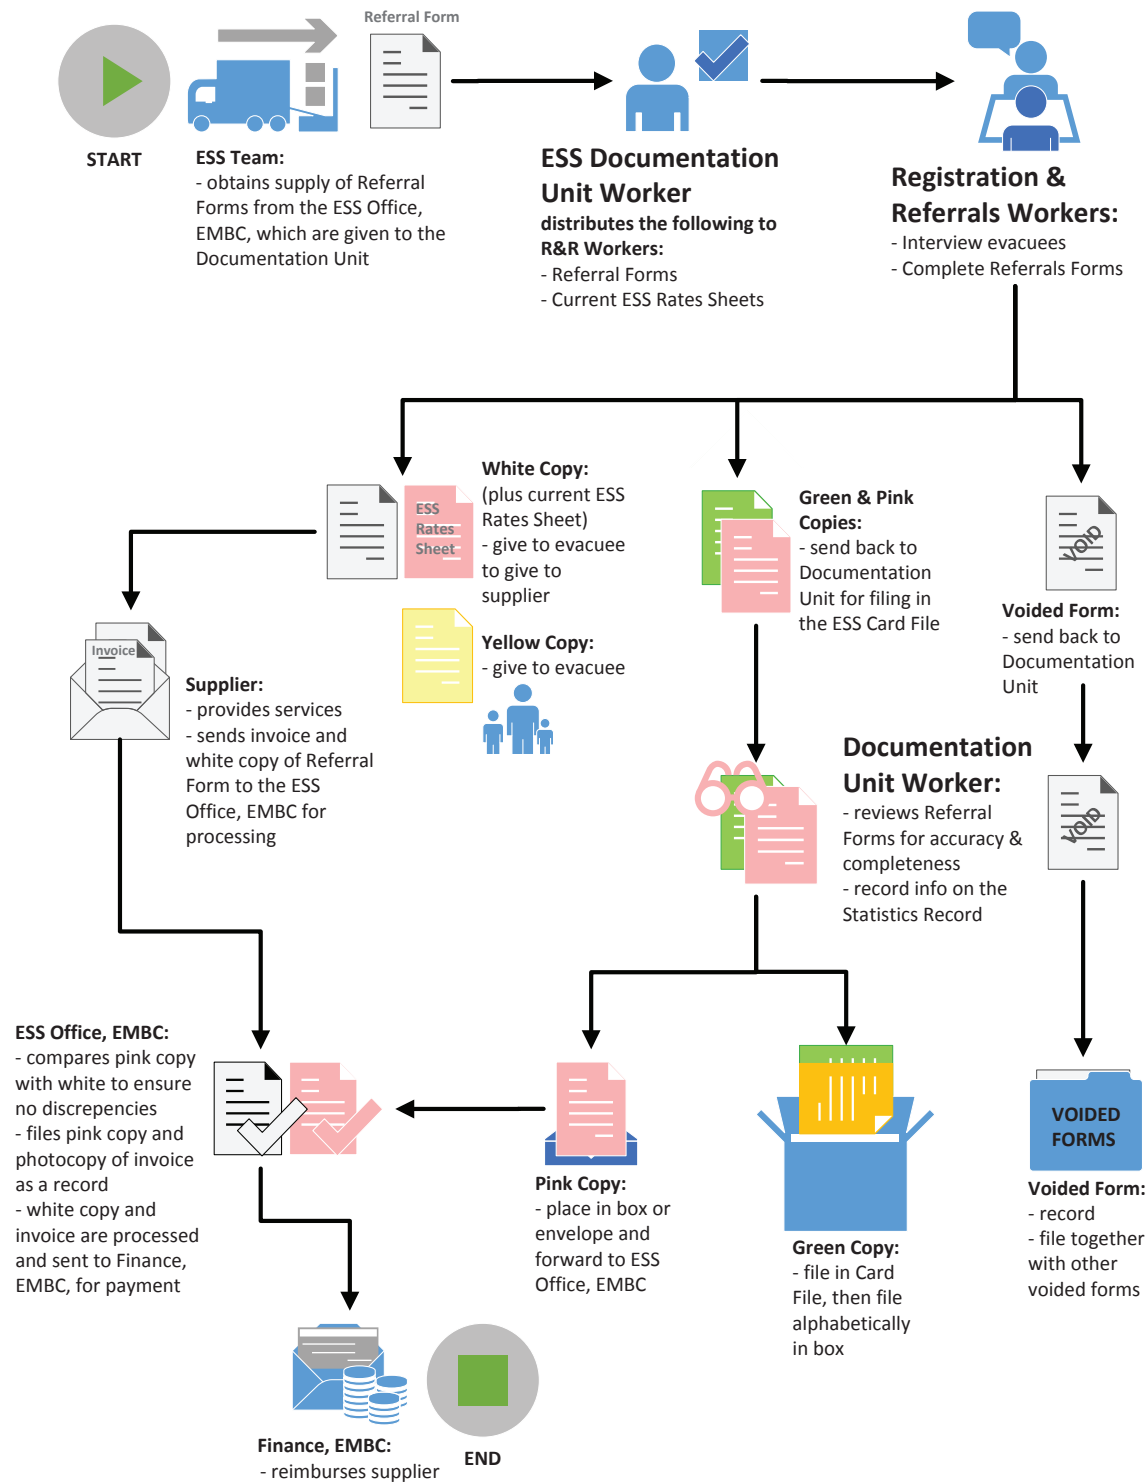 Referral Form
START
ESS Team:
- obtains supply of Referral
Forms from the ESS Office,
EMBC, which are given to the
Documentation Unit
ESS Documentation
Unit Worker
distributes the following to
R&R Workers:
- Referral Forms
- Current ESS Rates Sheets
Registration &
Referrals Workers:
- Interview evacuees
- Complete Referrals Forms
ESS
Rates
Sheet
White Copy:
(plus current ESS
Rates Sheet)
- give to evacuee
to give to
supplier
Yellow Copy:
- give to evacuee
Green & Pink
Copies:
- send back to
Documentation
Unit for filing in
the ESS Card File
VOID
Voided Form:
- send back to
Documentation
Unit
Invoice
Supplier:
- provides services
- sends invoice and
white copy of Referral
Form to the ESS
Office, EMBC for
processing
Documentation
Unit Worker:
- reviews Referral
Forms for accuracy &
completeness
- record info on the
Statistics Record
VOID
ESS Office, EMBC:
- compares pink copy
with white to ensure
no discrepencies
- files pink copy and
photocopy of invoice
as a record
- white copy and
invoice are processed
and sent to Finance,
EMBC, for payment
Pink Copy:
- place in box or
envelope and
forward to ESS
Office, EMBC
Green Copy:
- file in Card
File, then file
alphabetically
in box
VOIDED
FORMS
Voided Form:
- record
- file together
with other
voided forms
Finance, EMBC:
- reimburses supplier
END